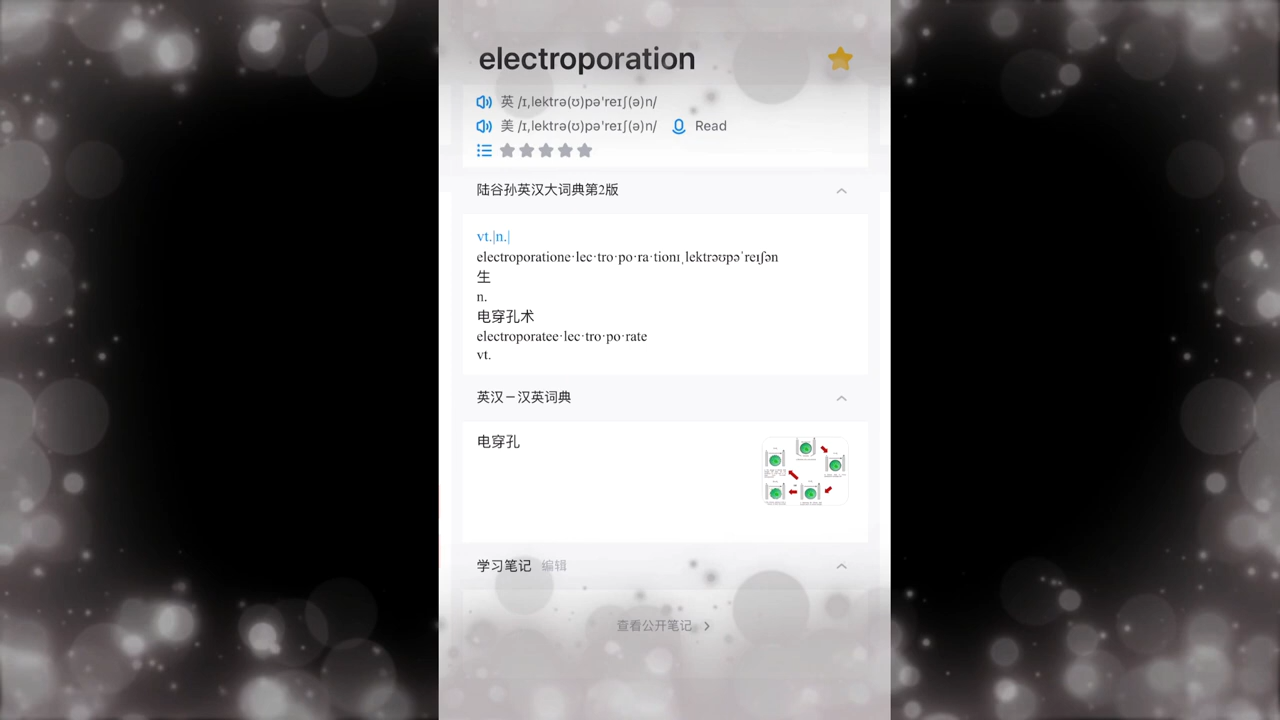 electroporation
英 /ɪ,lektrə(ʊ)pə'reɪʃ(ə)n/
美 /ɪ,lektrə(ʊ)pə'reɪʃ(ə)n/ Read
陆谷孙英汉大词典第2版
vt.|n.|
electroporatione·lec·tro·po·ra·tionɪˌlektrəʊpəˈreɪʃən
生
n.
电穿孔术
electroporatee·lec·tro·po·rate
vt.
英汉－汉英词典
电穿孔
学习笔记 编辑
查看公开笔记